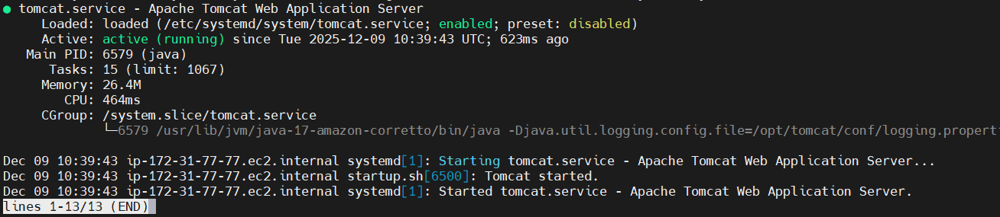 ● tomcat.service - Apache Tomcat Web Application Server
     Loaded: loaded (/etc/systemd/system/tomcat.service; enabled; preset: disabled)
     Active: active (running) since Tue 2025-12-09 10:39:43 UTC; 623ms ago
   Main PID: 6579 (java)
      Tasks: 15 (limit: 1067)
     Memory: 26.4M
        CPU: 464ms
     CGroup: /system.slice/tomcat.service
             └─6579 /usr/lib/jvm/java-17-amazon-corretto/bin/java -Djava.util.logging.config.file=/opt/tomcat/conf/logging.propert
Dec 09 10:39:43 ip-172-31-77-77.ec2.internal systemd[1]: Starting tomcat.service - Apache Tomcat Web Application Server...
Dec 09 10:39:43 ip-172-31-77-77.ec2.internal startup.sh[6500]: Tomcat started.
Dec 09 10:39:43 ip-172-31-77-77.ec2.internal systemd[1]: Started tomcat.service - Apache Tomcat Web Application Server.
lines 1-13/13 (END)